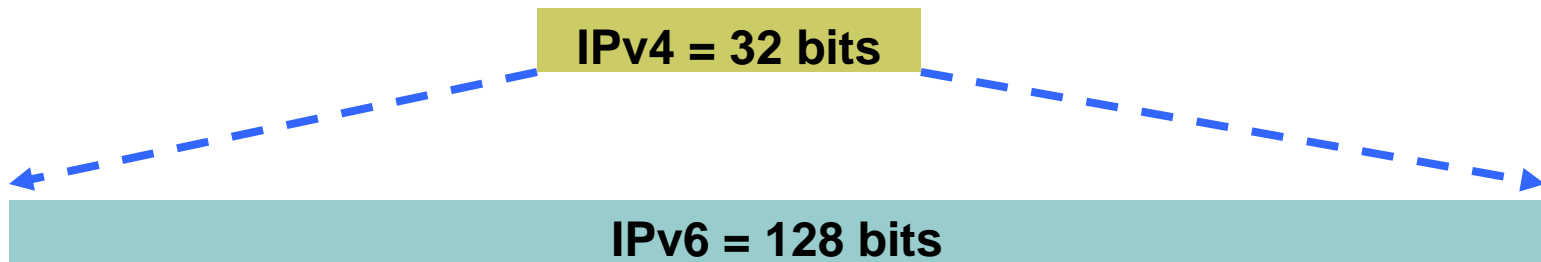 IPv4 = 32 bits
IPv6 = 128 bits